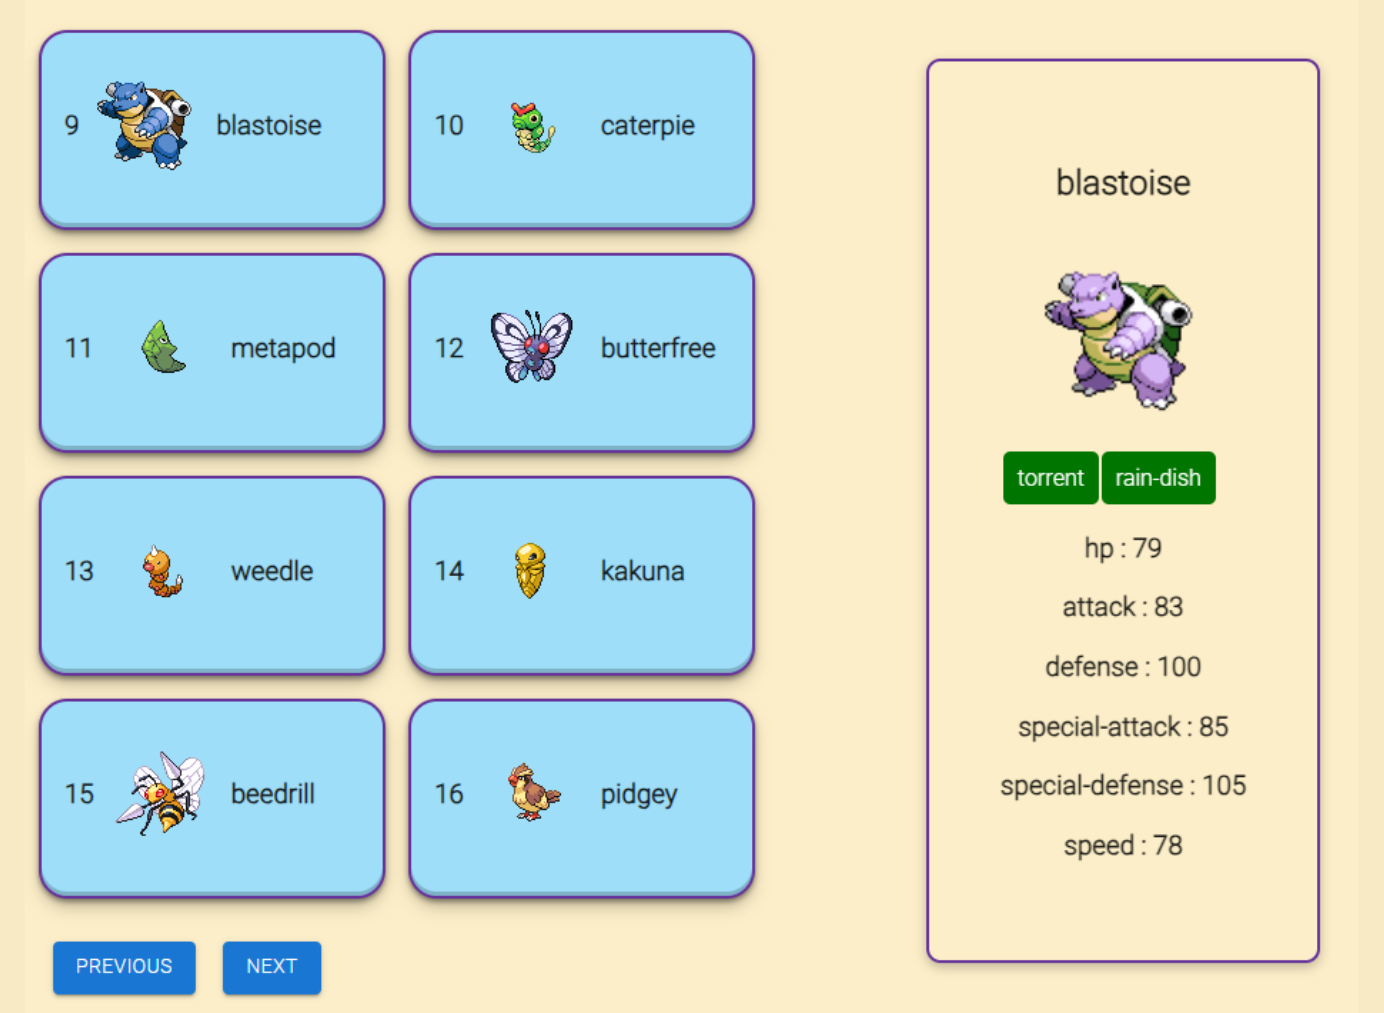 9 blastoise
10 caterpie
11 metapod
12 butterfree
13 weedle
14 kakuna
15 beedrill
16 pidgey
PREVIOUS
NEXT
blastoise
torrent rain-dish
hp : 79
attack : 83
defense : 100
special-attack : 85
special-defense : 105
speed : 78